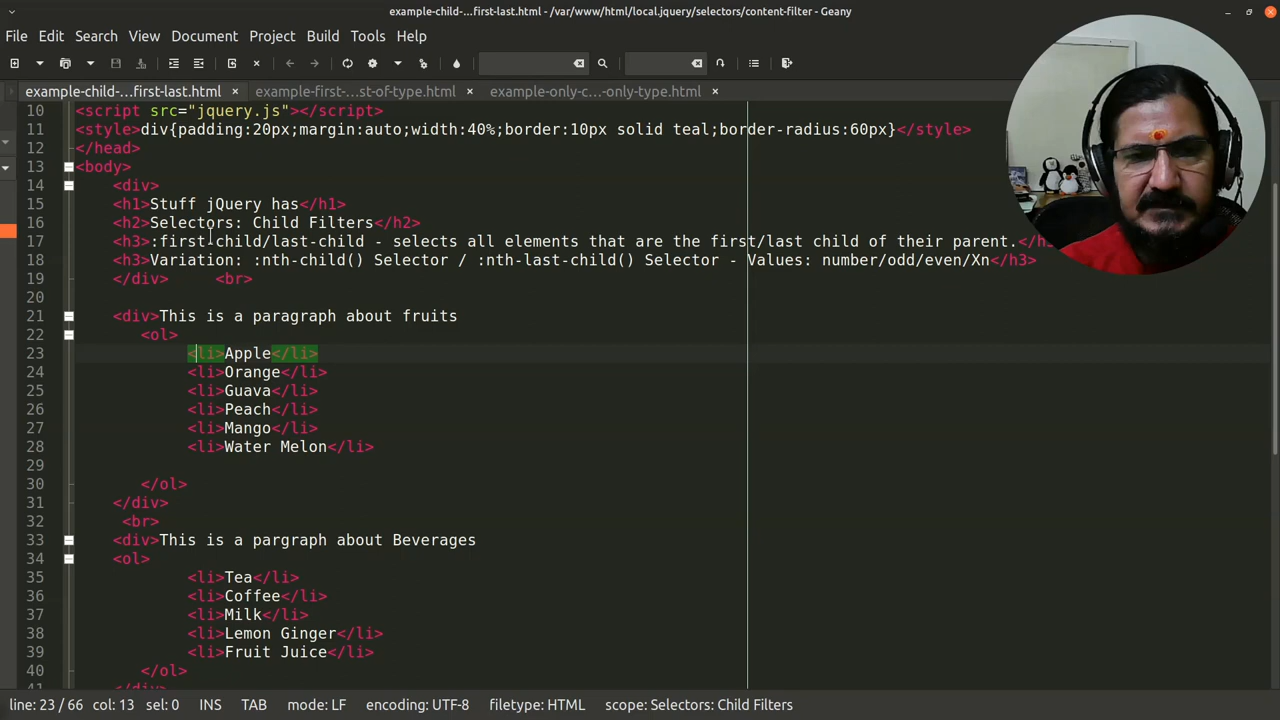 example-child-...first-last.html - /var/www/html/local.jquery/selectors/content-filter - Geany
File Edit Search View Document Project Build Tools Help
example-child-...first-last.html × example-first-...st-of-type.html × example-only-c...-only-type.html ×
10 <script src="jquery.js"></script>
11 <style>div{padding:20px;margin:auto;width:40%;border:10px solid teal;border-radius:60px}</style>
12 </head>
13 <body>
14 <div>
15 <h1>Stuff jQuery has</h1>
16 <h2>Selectors: Child Filters</h2>
17 <h3>:first-child/last-child - selects all elements that are the first/last child of their parent.</h
18 <h3>Variation: :nth-child() Selector / :nth-last-child() Selector - Values: number/odd/even/Xn</h3>
19 </div> <br>
20
21 <div>This is a paragraph about fruits
22 <ol>
23 <li>Apple</li>
24 <li>Orange</li>
25 <li>Guava</li>
26 <li>Peach</li>
27 <li>Mango</li>
28 <li>Water Melon</li>
29
30 </ol>
31 </div>
32 <br>
33 <div>This is a pargraph about Beverages
34 <ol>
35 <li>Tea</li>
36 <li>Coffee</li>
37 <li>Milk</li>
38 <li>Lemon Ginger</li>
39 <li>Fruit Juice</li>
40 </ol>
line: 23 / 66 col: 13 sel: 0 INS TAB mode: LF encoding: UTF-8 filetype: HTML scope: Selectors: Child Filters